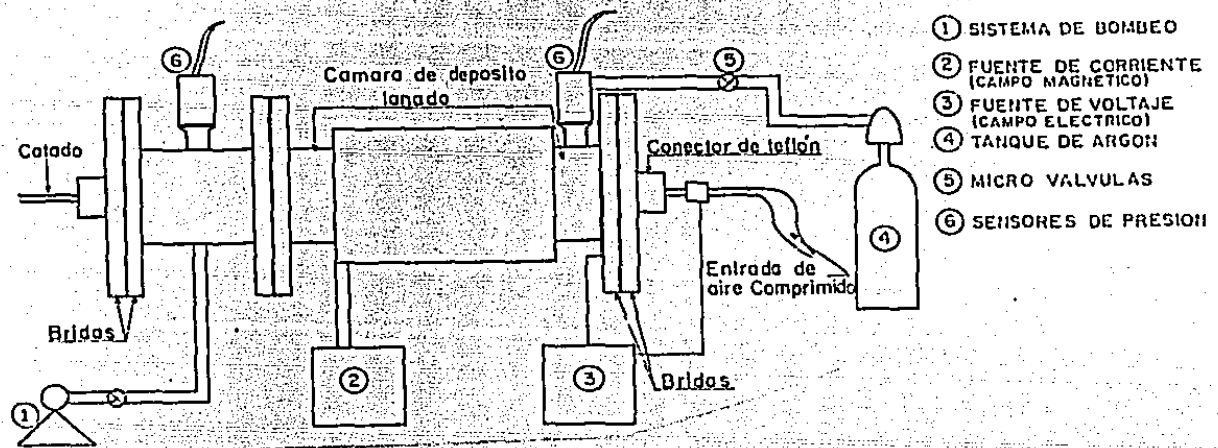 ① SISTEMA DE BOMBEO
② FUENTE DE CORRIENTE
(CAMPO MAGNETICO)
③ FUENTE DE VOLTAJE
(CAMPO ELECTRICO)
④ TANQUE DE ARGON
⑤ MICRO VALVULAS
⑥ SENSORES DE PRESION
⑥
⑥
⑤
Camara de deposito
lanado
Catado
Conector de teflón
④
Entrada de
aire Comprimido
Bridas
②
③
Bridas
①